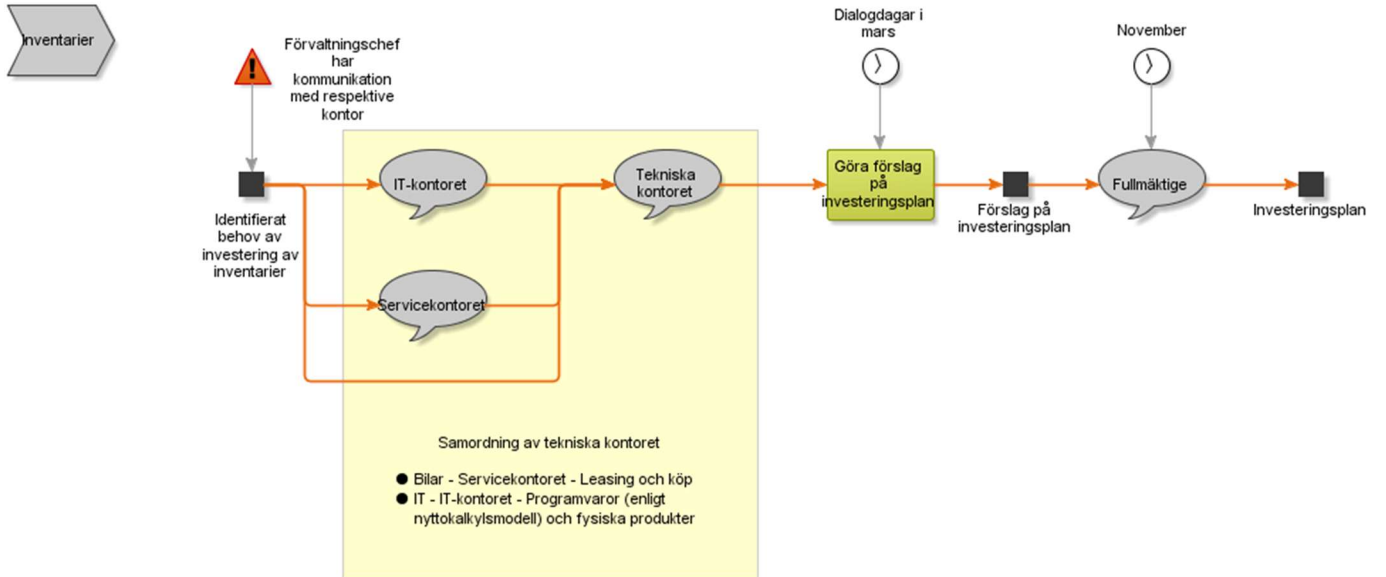 Inventarier
Förvaltningschef
har
kommunikation
med respektive
kontor
Identifierat
behov av
investering av
inventarier
IT-kontoret
Servicekontoret
Tekniska
kontoret
Samordning av tekniska kontoret
● Bilar - Servicekontoret - Leasing och köp
● IT - IT-kontoret - Programvaror (enligt
nyttokalkylsmodell) och fysiska produkter
Dialogdagar i
mars
Göra förslag
på
investeringsplan
Förslag på
investeringsplan
November
Fullmäktige
Investeringsplan